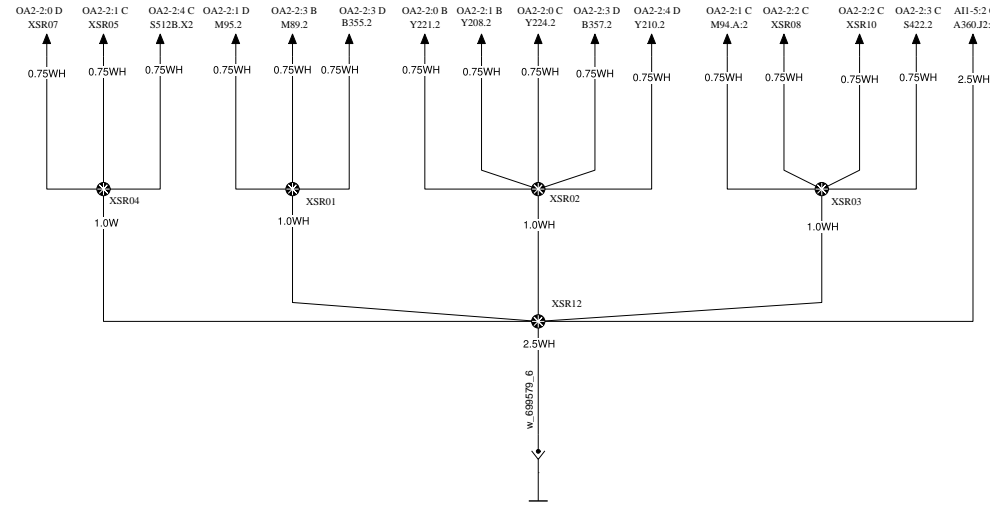 OA2-2:0 D OA2-2:1 C OA2-2:4 C OA2-2:1 D OA2-2:3 B OA2-2:3 D OA2-2:0 B OA2-2:1 B OA2-2:0 C OA2-2:3 D OA2-2:4 D OA2-2:1 C OA2-2:2 C OA2-2:2 C OA2-2:3 C AI1-5:2
XSR07 XSR05 S512B.X2 M95.2 M89.2 B355.2 Y221.2 Y208.2 Y224.2 B357.2 Y210.2 M94.A:2 XSR08 XSR10 S422.2 A360.J2:
0.75WH 0.75WH 0.75WH 0.75WH 0.75WH 0.75WH 0.75WH 0.75WH 0.75WH 0.75WH 0.75WH 0.75WH 0.75WH 0.75WH 0.75WH 2.5WH
XSR04 XSR01 XSR02 XSR03
1.0W 1.0WH 1.0WH 1.0WH
XSR12
2.5WH
w_699579_6